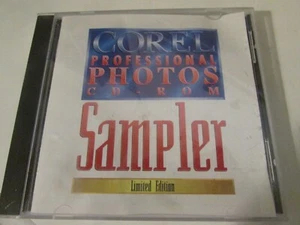 COREL
PROFESSIONAL
PHOTOS
CD-ROM
Sampler
Limited Edition